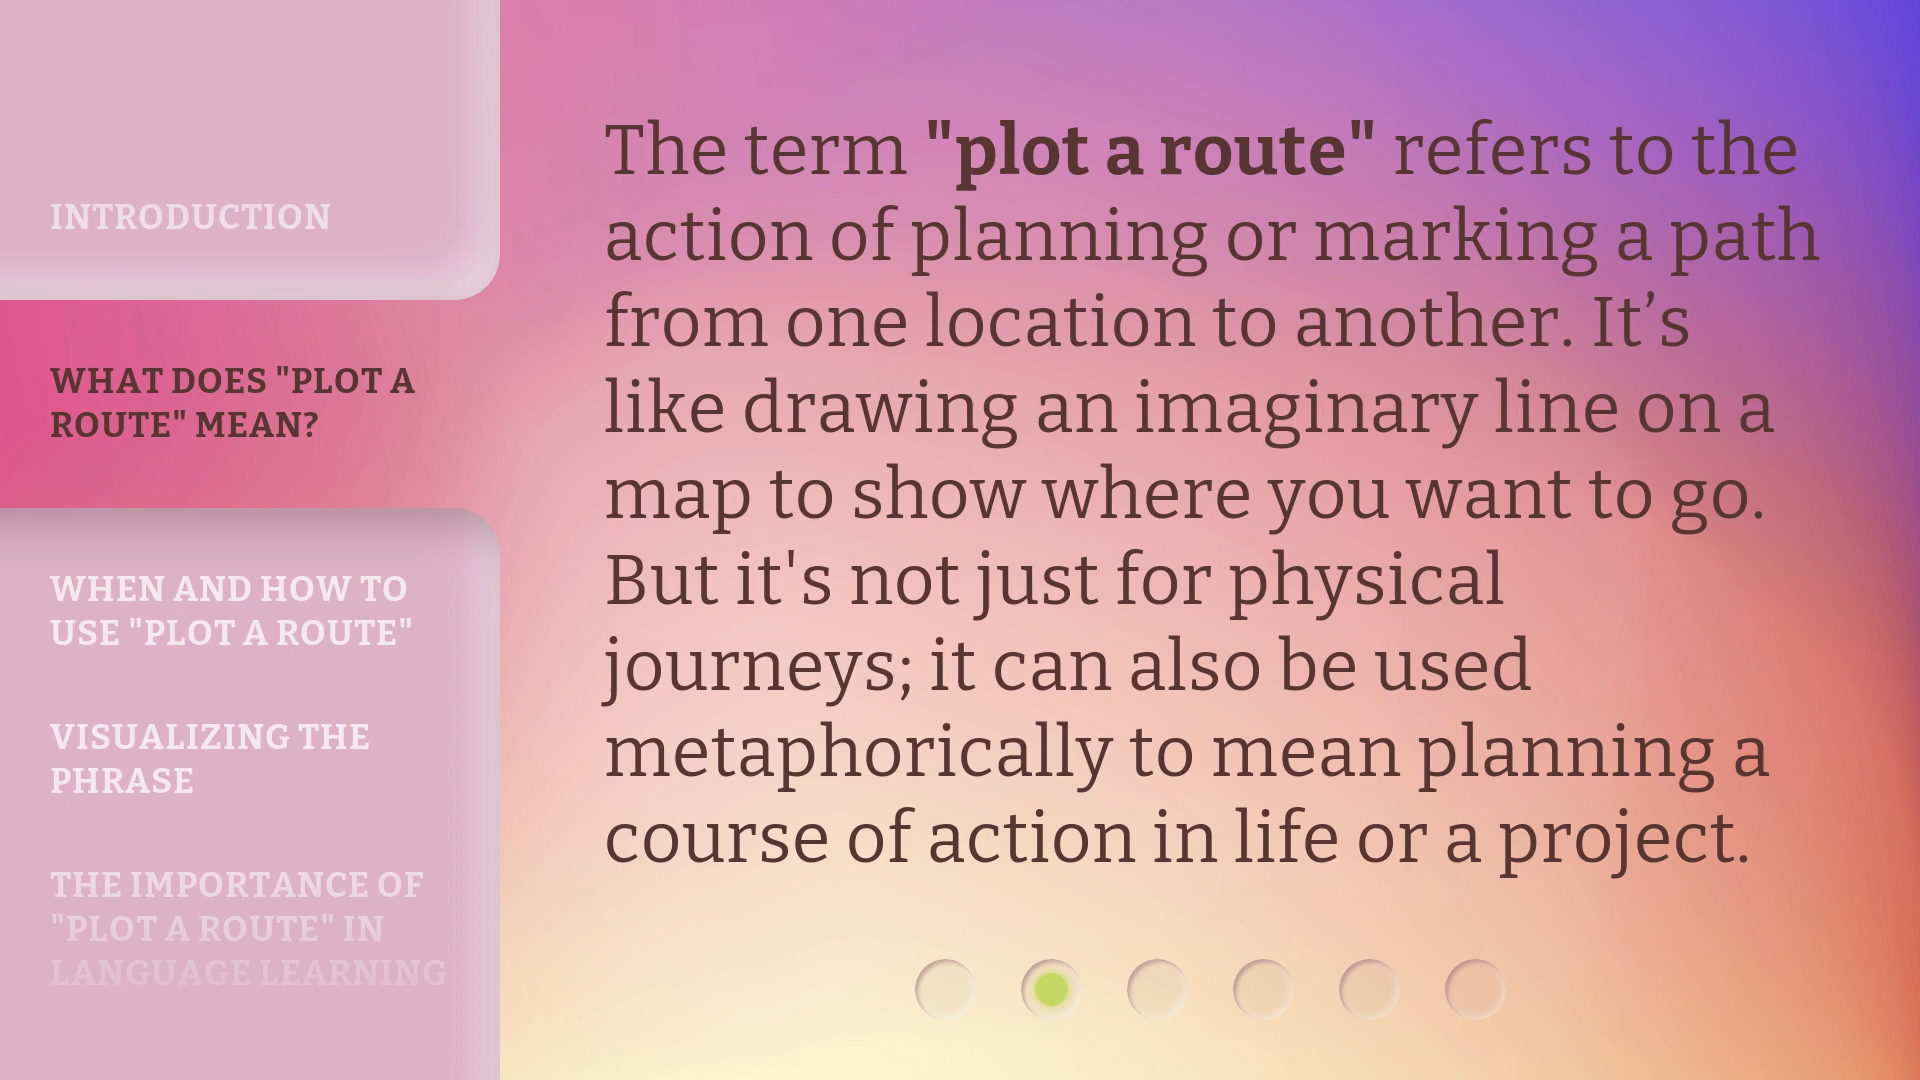 INTRODUCTION
WHAT DOES "PLOT A
ROUTE" MEAN?
WHEN AND HOW TO
USE "PLOT A ROUTE"
VISUALIZING THE
PHRASE
THE IMPORTANCE OF
"PLOT A ROUTE" IN
LANGUAGE LEARNING
The term "plot a route" refers to the
action of planning or marking a path
from one location to another. It’s
like drawing an imaginary line on a
map to show where you want to go.
But it's not just for physical
journeys; it can also be used
metaphorically to mean planning a
course of action in life or a project.